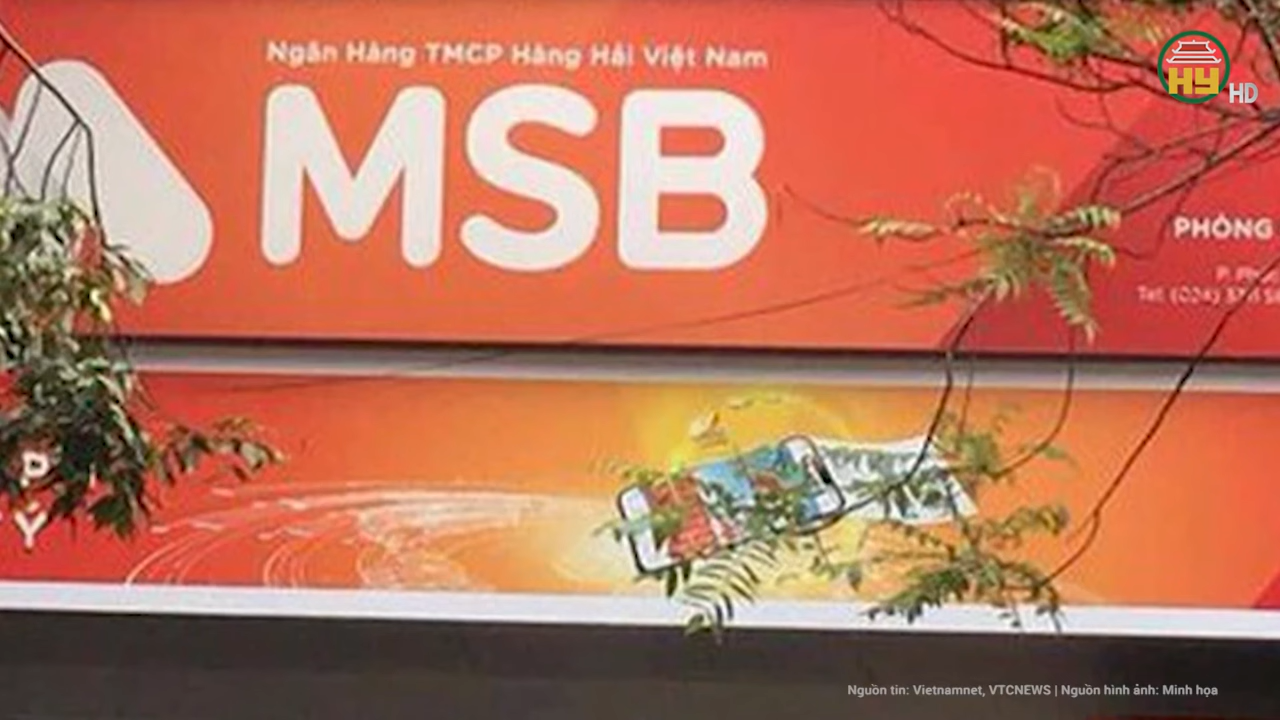 Ngân Hàng TMCP Hàng Hải Việt Nam
MSB
HY HD
PHÒNG
P
Ý
Nguồn tin: Vietnamnet, VTCNEWS | Nguồn hình ảnh: Minh họa